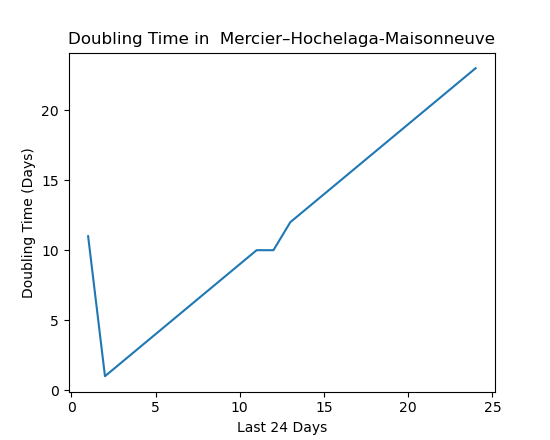 Doubling Time in  Mercier–Hochelaga-Maisonneuve
Doubling Time (Days)
20
15
10
5
0
0 5 10 15 20 25
Last 24 Days